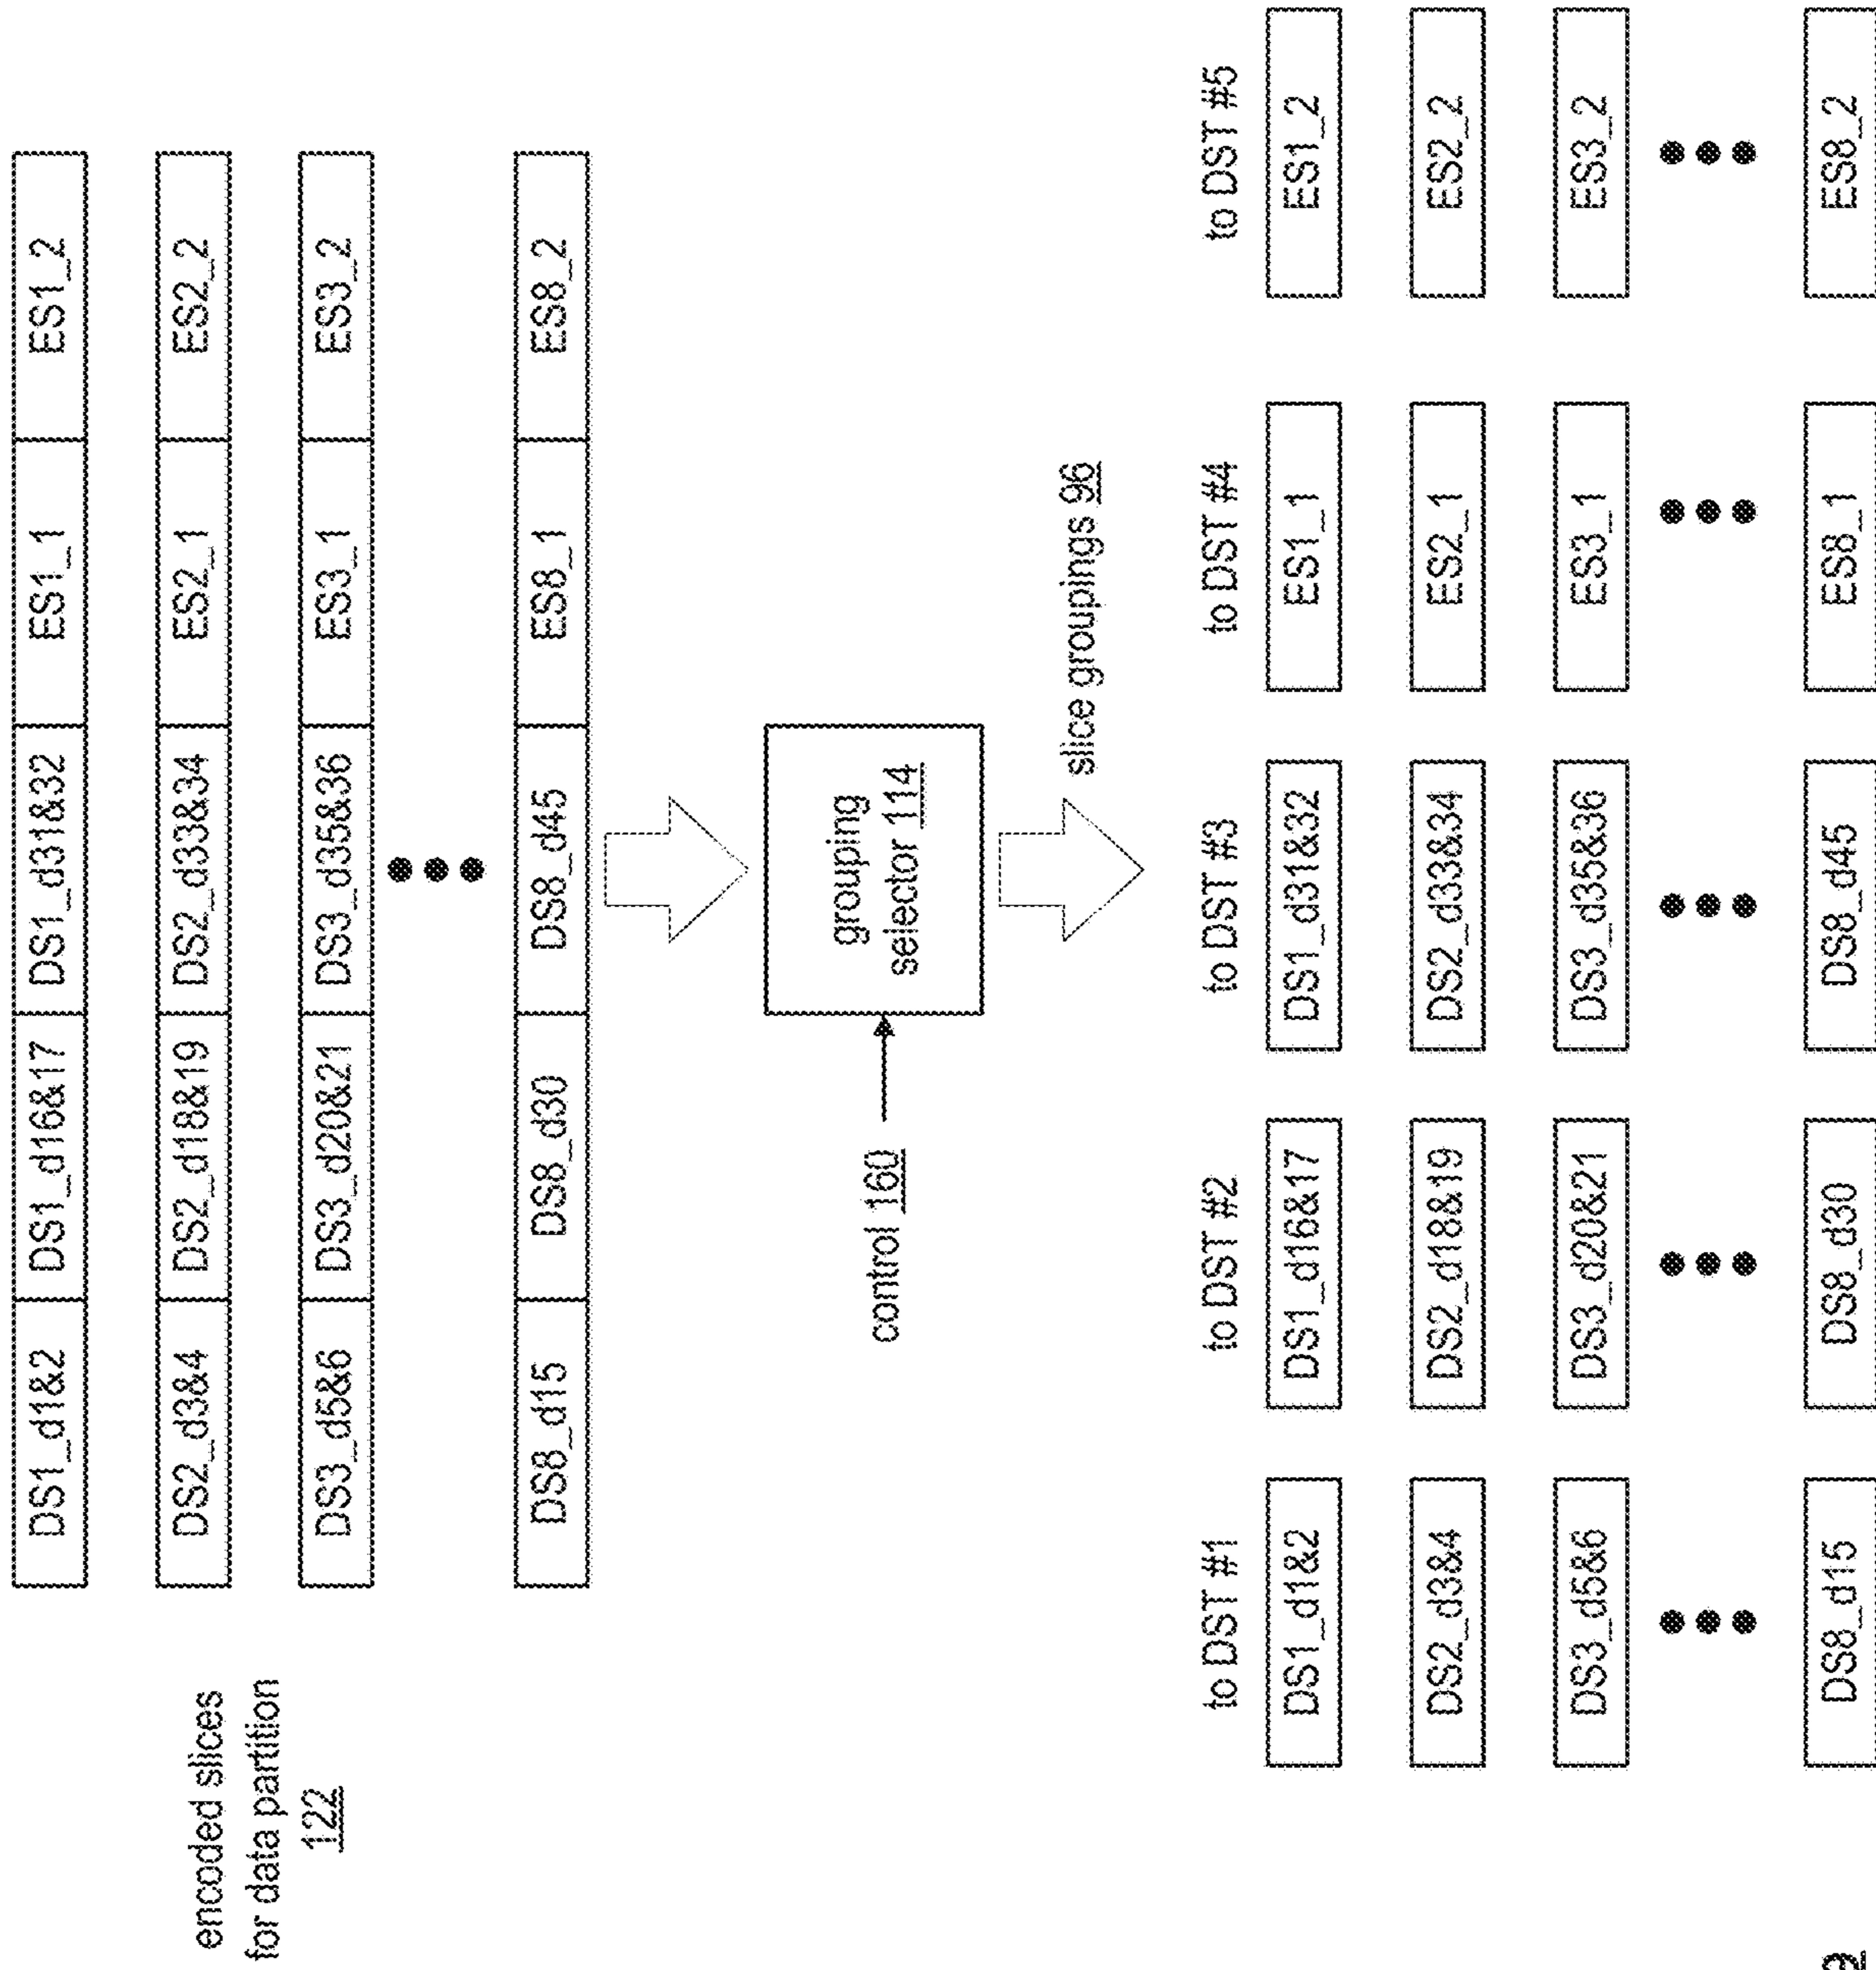 encoded slices
for data partition
122
DS1_d1&2 DS1_d16&17 DS1_d31&32 ES1_1 ES1_2
DS2_d3&4 DS2_d18&19 DS2_d33&34 ES2_1 ES2_2
DS3_d5&6 DS3_d20&21 DS3_d35&36 ES3_1 ES3_2
DS8_d15 DS8_d30 DS8_d45 ES8_1 ES8_2
control 160
grouping
selector 114
slice groupings 96
to DST #1 to DST #2 to DST #3 to DST #4 to DST #5
DS1_d1&2 DS1_d16&17 DS1_d31&32 ES1_1 ES1_2
DS2_d3&4 DS2_d18&19 DS2_d33&34 ES2_1 ES2_2
DS3_d5&6 DS3_d20&21 DS3_d35&36 ES3_1 ES3_2
DS8_d15 DS8_d30 DS8_d45 ES8_1 ES8_2